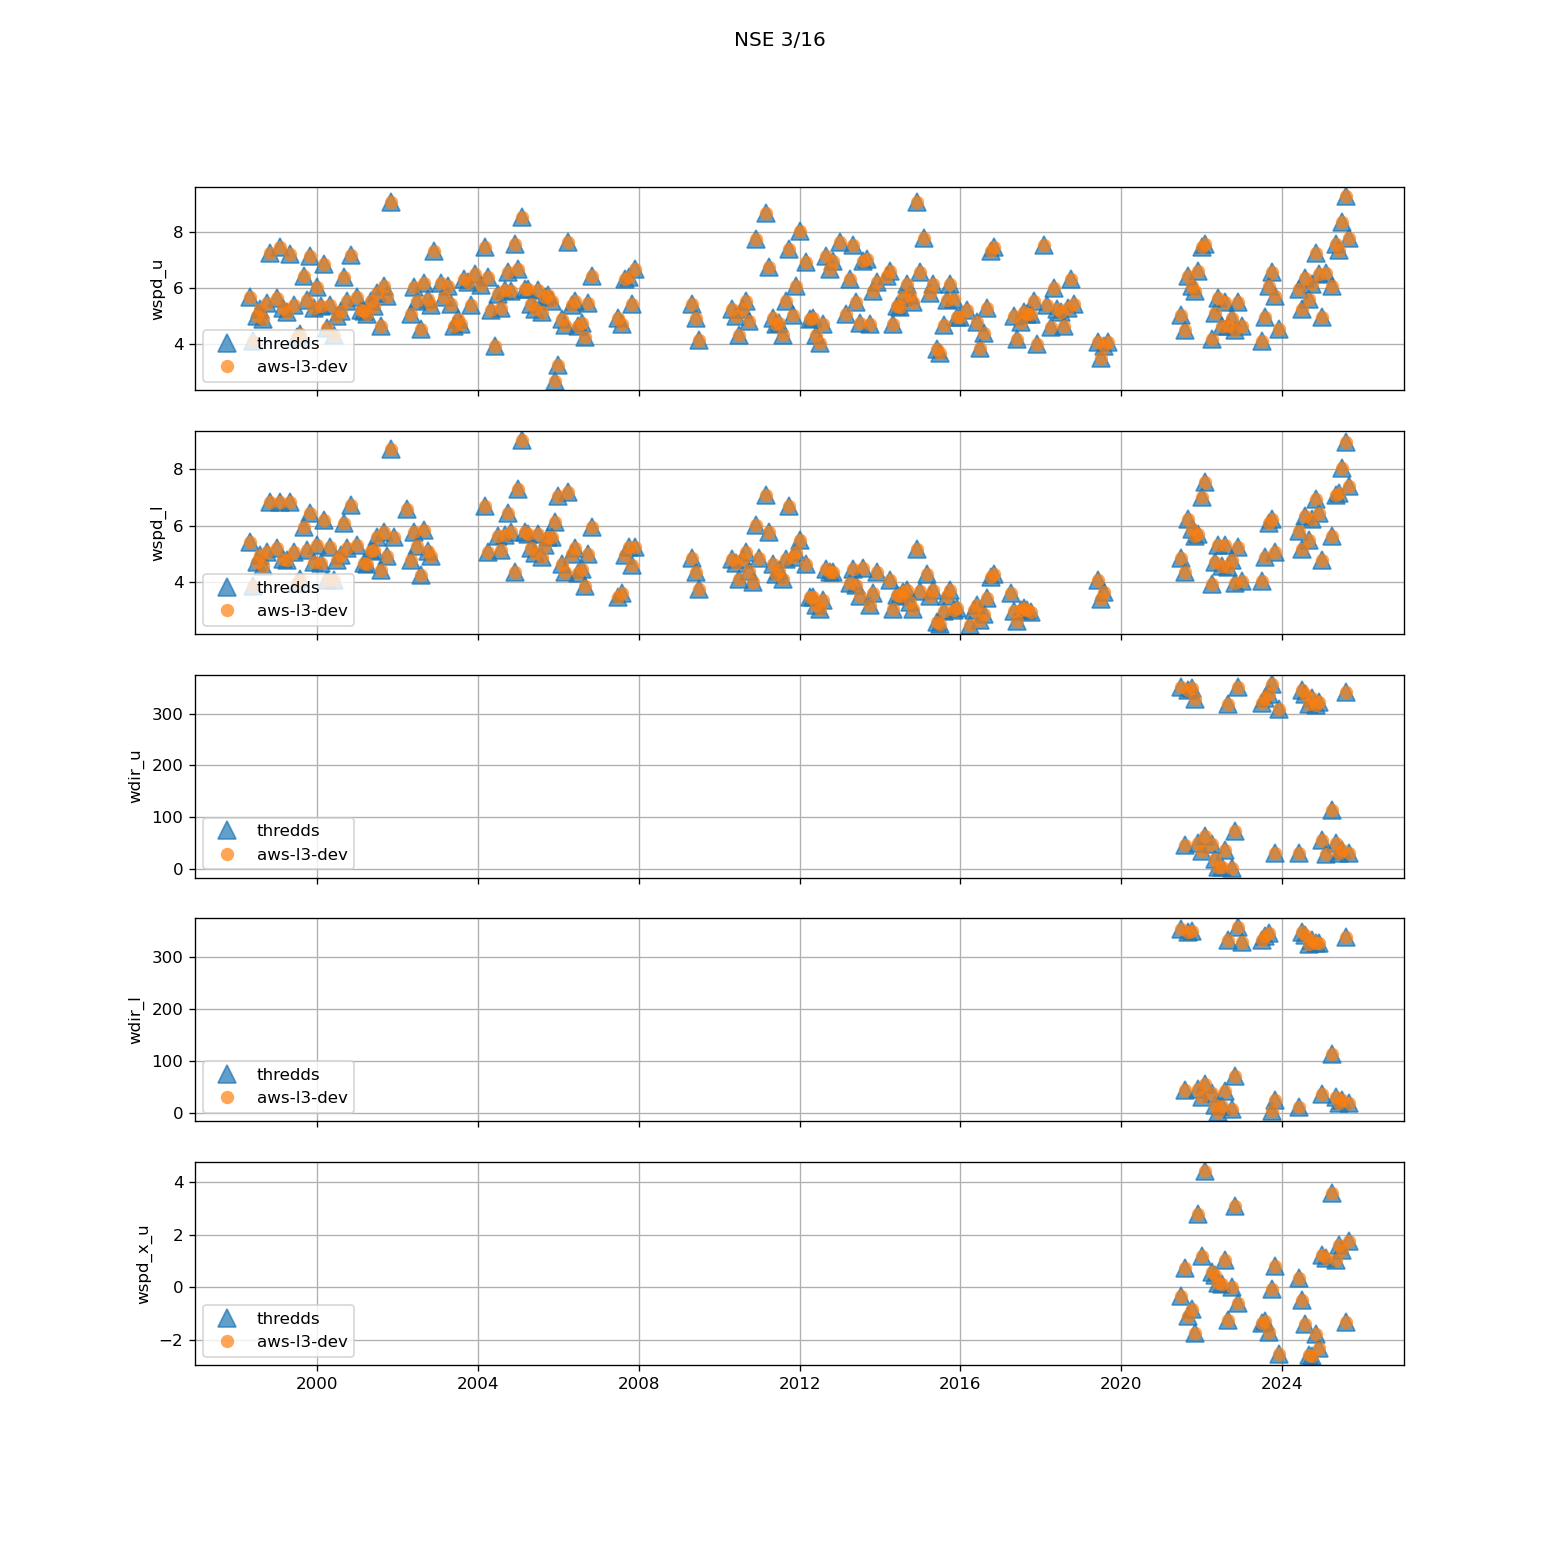 NSE 3/16
wspd_u
8
6
4
thredds
aws-l3-dev
wspd_l
8
6
4
thredds
aws-l3-dev
wdir_u
300
200
100
0
thredds
aws-l3-dev
wdir_l
300
200
100
0
thredds
aws-l3-dev
wspd_x_u
4
2
0
−2
thredds
aws-l3-dev
2000 2004 2008 2012 2016 2020 2024